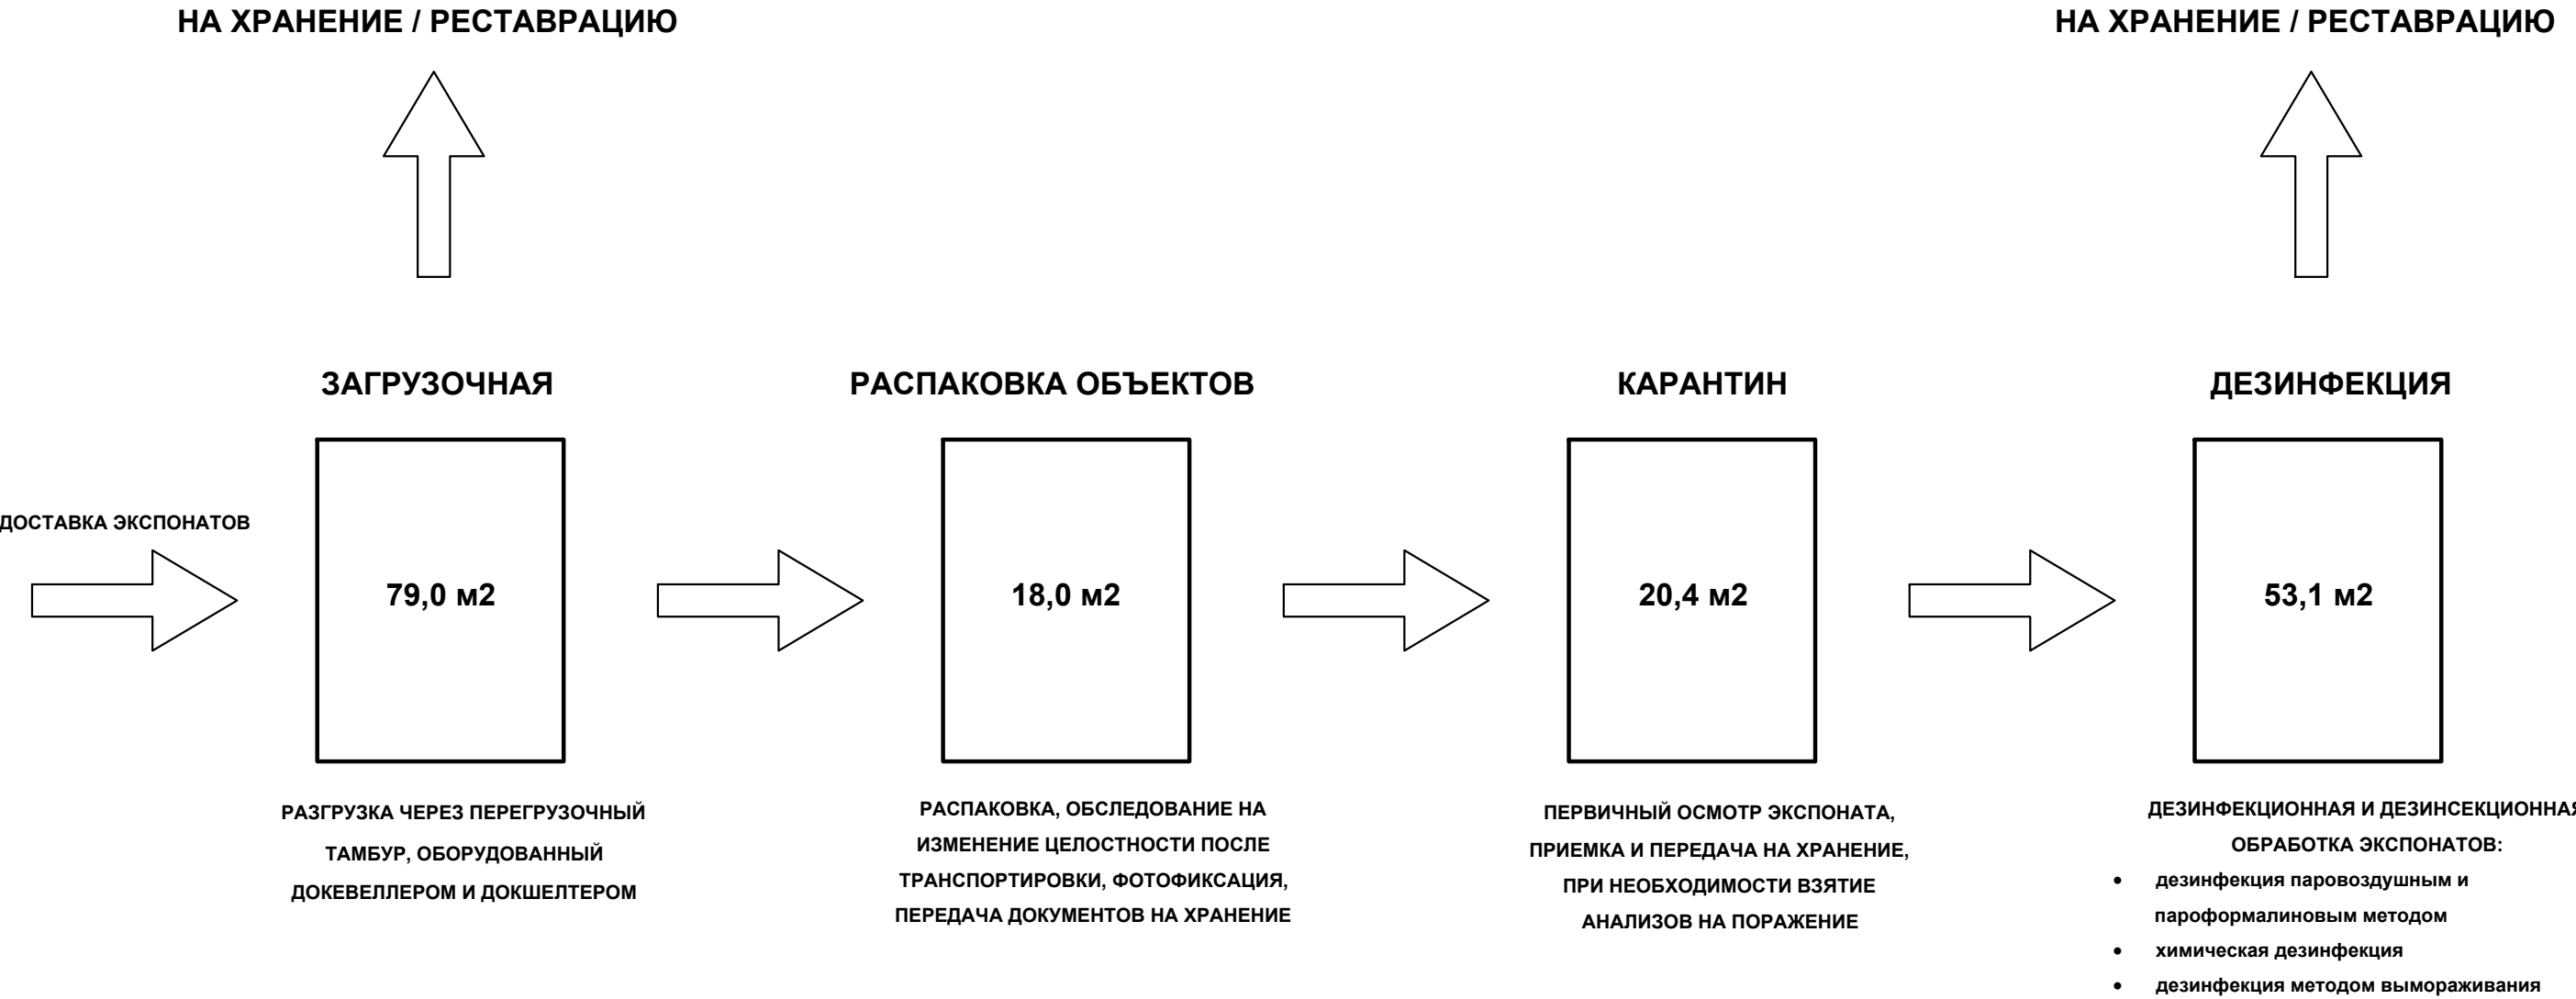 НА ХРАНЕНИЕ / РЕСТАВРАЦИЮ
НА ХРАНЕНИЕ / РЕСТАВРАЦИЮ
ЗАГРУЗОЧНАЯ
РАСПАКОВКА ОБЪЕКТОВ
КАРАНТИН
ДЕЗИНФЕКЦИЯ
ДОСТАВКА ЭКСПОНАТОВ
79,0 м2
18,0 м2
20,4 м2
53,1 м2
РАЗГРУЗКА ЧЕРЕЗ ПЕРЕГРУЗОЧНЫЙ
ТАМБУР, ОБОРУДОВАННЫЙ
ДОКЕВЕЛЛЕРОМ И ДОКШЕЛТЕРОМ
РАСПАКОВКА, ОБСЛЕДОВАНИЕ НА
ИЗМЕНЕНИЕ ЦЕЛОСТНОСТИ ПОСЛЕ
ТРАНСПОРТИРОВКИ, ФОТОФИКСАЦИЯ,
ПЕРЕДАЧА ДОКУМЕНТОВ НА ХРАНЕНИЕ
ПЕРВИЧНЫЙ ОСМОТР ЭКСПОНАТА,
ПРИЕМКА И ПЕРЕДАЧА НА ХРАНЕНИЕ,
ПРИ НЕОБХОДИМОСТИ ВЗЯТИЕ
АНАЛИЗОВ НА ПОРАЖЕНИЕ
ДЕЗИНФЕКЦИОННАЯ И ДЕЗИНСЕКЦИОННАЯ
ОБРАБОТКА ЭКСПОНАТОВ:
• дезинфекция паровоздушным и
пароформалиновым методом
• химическая дезинфекция
• дезинфекция методом вымораживания